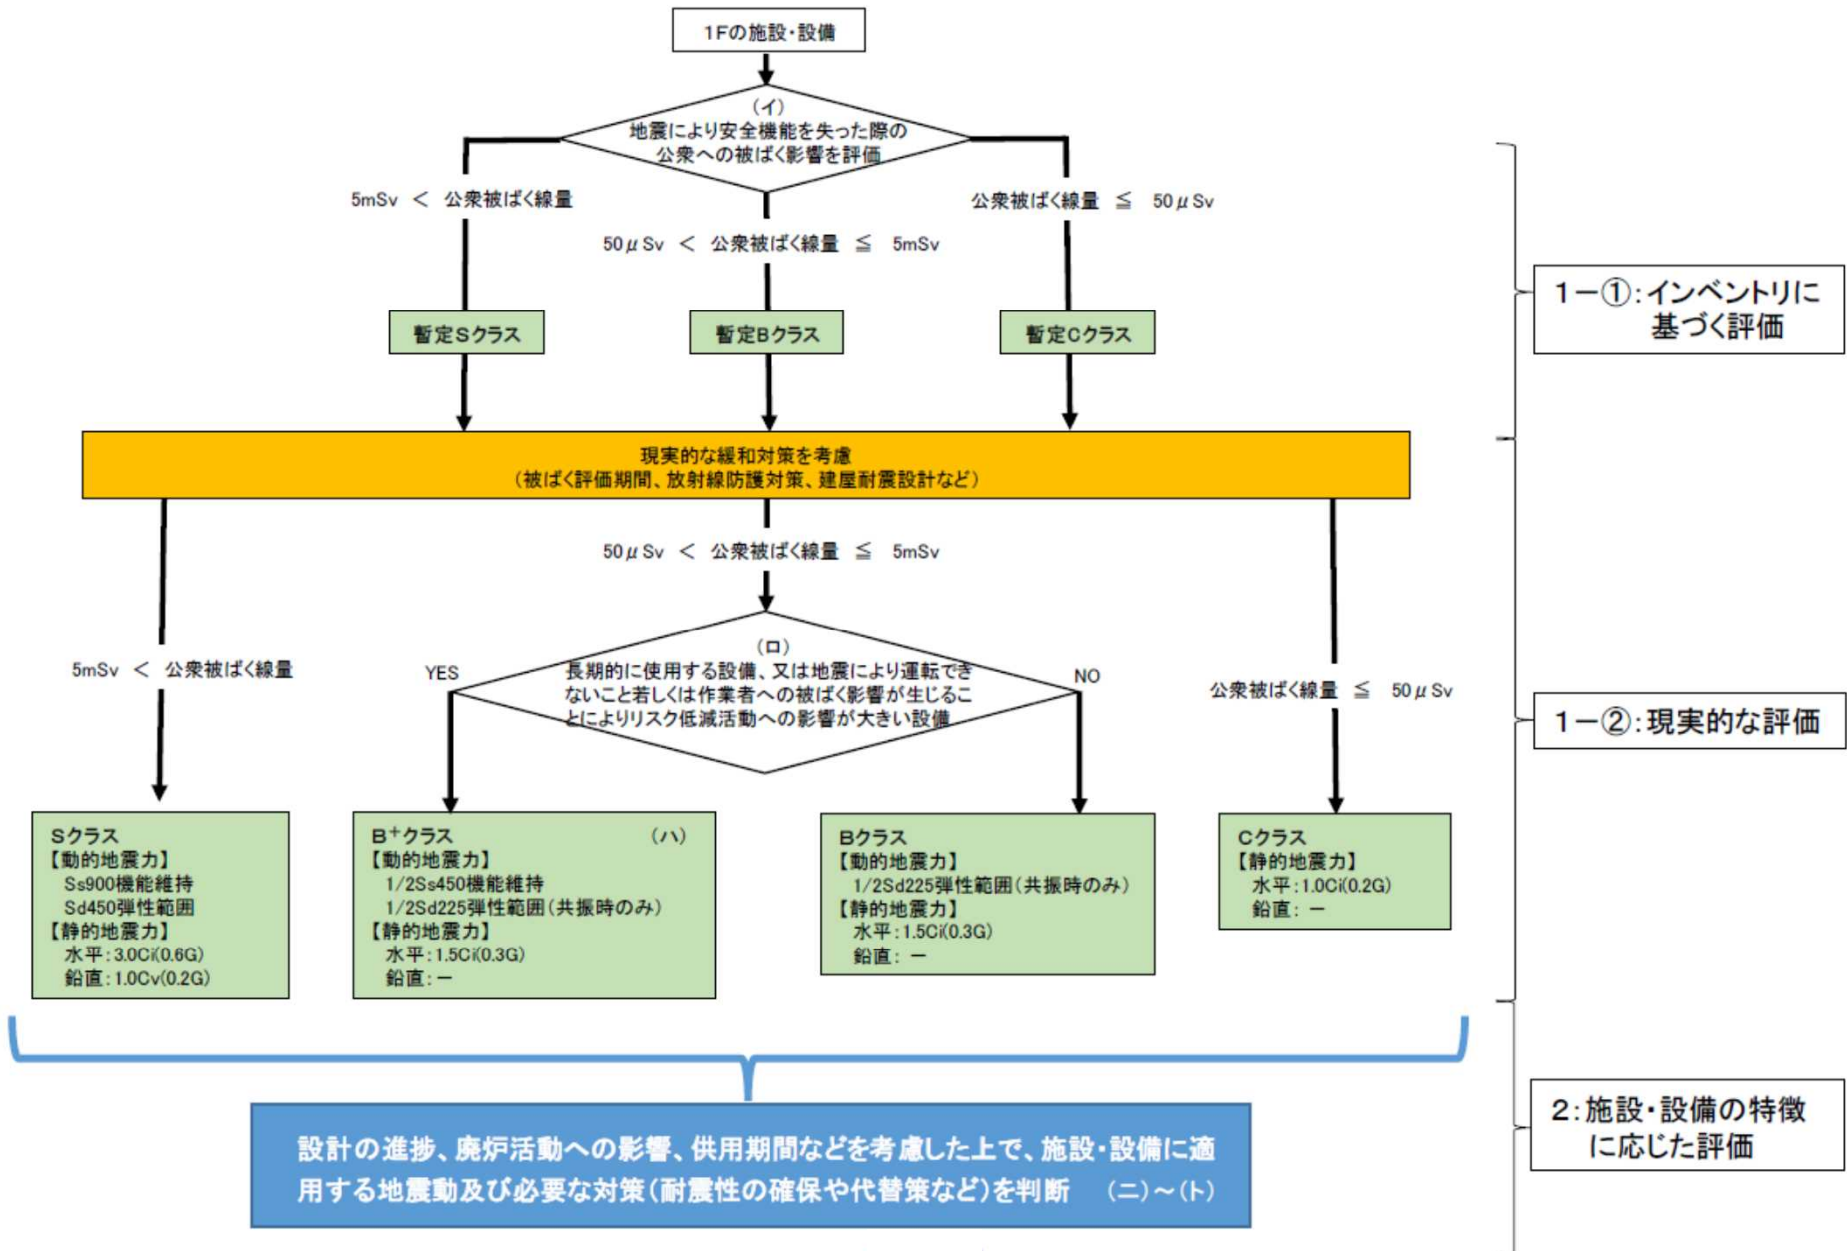 1Fの施設・設備
(イ)
地震により安全機能を失った際の
公衆への被ばく影響を評価
5mSv ＜ 公衆被ばく線量
公衆被ばく線量 ≦ 50μSv
50μSv ＜ 公衆被ばく線量 ≦ 5mSv
暫定Sクラス
暫定Bクラス
暫定Cクラス
1－①：インベントリに
基づく評価
現実的な緩和対策を考慮
(被ばく評価期間、放射線防護対策、建屋耐震設計など)
50μSv ＜ 公衆被ばく線量 ≦ 5mSv
5mSv ＜ 公衆被ばく線量
YES
(ロ)
長期的に使用する設備、又は地震により運転でき
ないこと若しくは作業者への被ばく影響が生じるこ
とによりリスク低減活動への影響が大きい設備
NO
公衆被ばく線量 ≦ 50μSv
1－②：現実的な評価
Sクラス
【動的地震力】
Ss900機能維持
Sd450弾性範囲
【静的地震力】
水平：3.0Ci(0.6G)
鉛直：1.0Cv(0.2G)
B⁺クラス (ハ)
【動的地震力】
1/2Ss450機能維持
1/2Sd225弾性範囲(共振時のみ)
【静的地震力】
水平：1.5Ci(0.3G)
鉛直：－
Bクラス
【動的地震力】
1/2Sd225弾性範囲(共振時のみ)
【静的地震力】
水平：1.5Ci(0.3G)
鉛直：－
Cクラス
【静的地震力】
水平：1.0Ci(0.2G)
鉛直：－
設計の進捗、廃炉活動への影響、供用期間などを考慮した上で、施設・設備に適
用する地震動及び必要な対策(耐震性の確保や代替策など)を判断 (ニ)～(ト)
2：施設・設備の特徴
に応じた評価